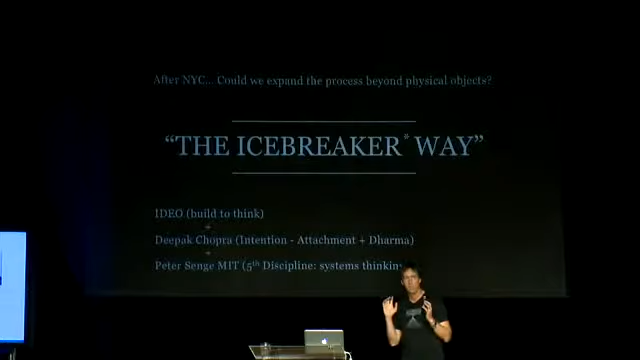 After NYC... Could we expand the process beyond physical objects?
“THE ICEBREAKER* WAY”
IDEO (build to think)
+
Deepak Chopra (Intention - Attachment + Dharma)
+
Peter Senge MIT (5th Discipline: systems thinking